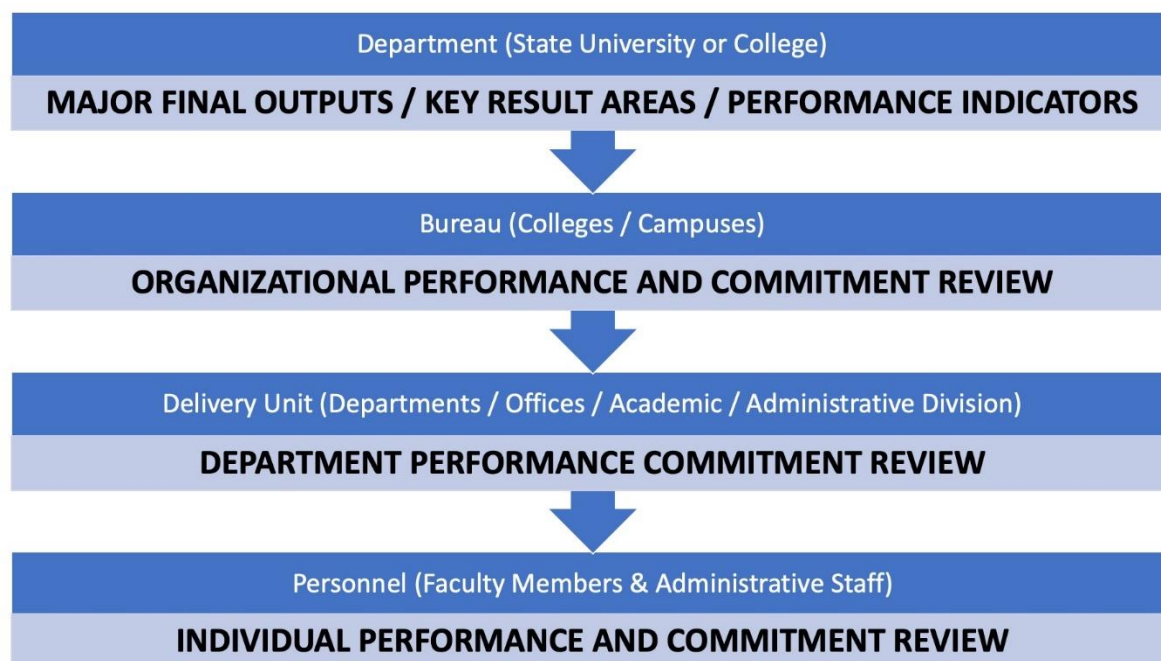 Department (State University or College)
MAJOR FINAL OUTPUTS / KEY RESULT AREAS / PERFORMANCE INDICATORS
Bureau (Colleges / Campuses)
ORGANIZATIONAL PERFORMANCE AND COMMITMENT REVIEW
Delivery Unit (Departments / Offices / Academic / Administrative Division)
DEPARTMENT PERFORMANCE COMMITMENT REVIEW
Personnel (Faculty Members & Administrative Staff)
INDIVIDUAL PERFORMANCE AND COMMITMENT REVIEW